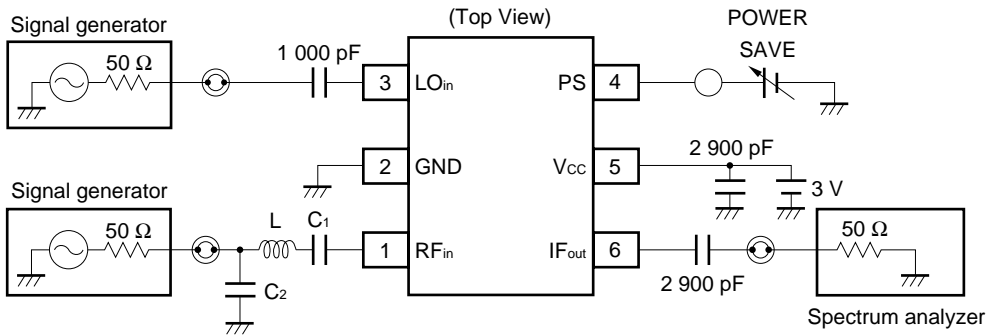 (Top View)
Signal generator
50 Ω
1 000 pF
3
LOin
PS
4
POWER
SAVE
2
GND
VCC
5
2 900 pF
3 V
Signal generator
50 Ω
L
C1
C2
1
RFin
IFout
6
2 900 pF
50 Ω
Spectrum analyzer